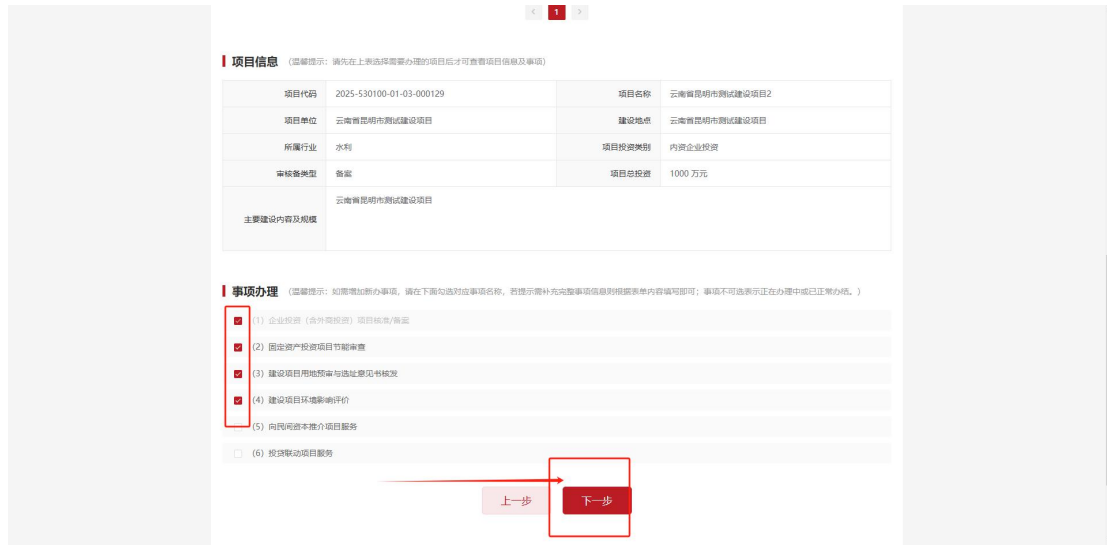 < 1 >
项目信息 (温馨提示：请先在上表选择需要办理的项目后才可查看项目信息及事项)
项目代码 2025-530100-01-03-000129 项目名称 云南省昆明市测试建设项目2
项目单位 云南省昆明市测试建设项目 建设地点 云南省昆明市测试建设项目
所属行业 水利 项目投资类别 内资企业投资
审核备类型 备案 项目总投资 1000 万元
主要建设内容及规模 云南省昆明市测试建设项目
事项办理 (温馨提示：如需增加新办事项，请在下面勾选对应事项名称，若提示需补充完整事项信息则根据表单内容填写即可；事项不可选表示正在办理中或已正常办结。)
(1) 企业投资（含外商投资）项目核准/备案
(2) 固定资产投资项目节能审查
(3) 建设项目用地预审与选址意见书核发
(4) 建设项目环境影响评价
(5) 向民间资本推介项目服务
(6) 投贷联动项目服务
上一步 下一步